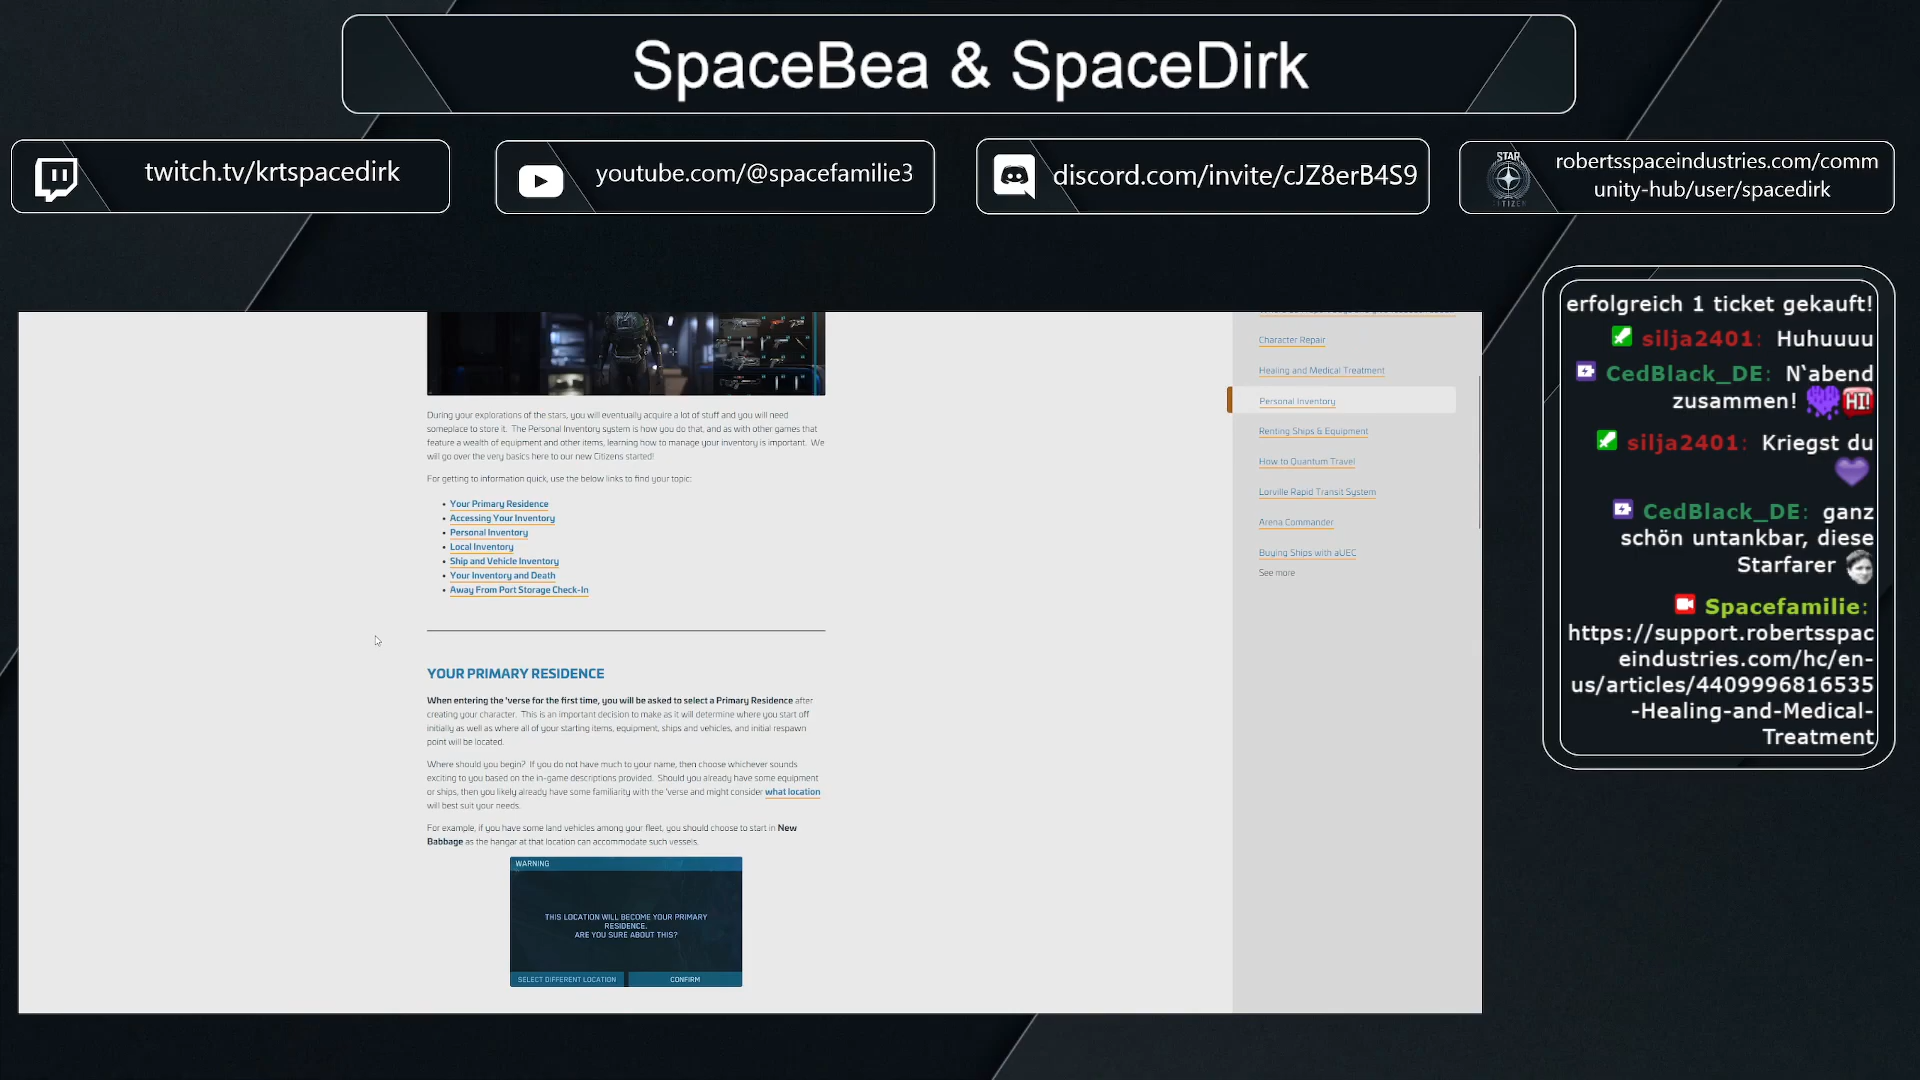 SpaceBea & SpaceDirk
twitch.tv/krtspacedirk
youtube.com/@spacefamilie3
discord.com/invite/cJZ8erB4S9
STAR
CITIZEN
robertsspaceindustries.com/comm
unity-hub/user/spacedirk
During your explorations of the stars, you will eventually acquire a lot of stuff and you will need
someplace to store it. The Personal Inventory system is how you do that, and as with other games that
feature a wealth of equipment and other items, learning how to manage your inventory is important. We
will go over the very basics here to our new Citizens started!
For getting to information quick, use the below links to find your topic:
• Your Primary Residence
• Accessing Your Inventory
• Personal Inventory
• Local Inventory
• Ship and Vehicle Inventory
• Your Inventory and Death
• Away From Port Storage Check-In
YOUR PRIMARY RESIDENCE
When entering the 'verse for the first time, you will be asked to select a Primary Residence after
creating your character. This is an important decision to make as it will determine where you start off
initially as well as where all of your starting items, equipment, ships and vehicles, and initial respawn
point will be located.
Where should you begin? If you do not have much to your name, then choose whichever sounds
exciting to you based on the in-game descriptions provided. Should you already have some equipment
or ships, then you likely already have some familiarity with the 'verse and might consider what location
will best suit your needs.
For example, if you have some land vehicles among your fleet, you should choose to start in New
Babbage as the hangar at that location can accommodate such vessels.
WARNING
THIS LOCATION WILL BECOME YOUR PRIMARY
RESIDENCE.
ARE YOU SURE ABOUT THIS?
SELECT DIFFERENT LOCATION
CONFIRM
Character Repair
Healing and Medical Treatment
Personal Inventory
Renting Ships & Equipment
How to Quantum Travel
Lorville Rapid Transit System
Arena Commander
Buying Ships with aUEC
See more
erfolgreich 1 ticket gekauft!
silja2401: Huhuuuu
CedBlack_DE: N'abend
zusammen! HI!
silja2401: Kriegst du
CedBlack_DE: ganz
schön untankbar, diese
Starfarer
Spacefamilie:
https://support.robertsspac
eindustries.com/hc/en-
us/articles/4409996816535
-Healing-and-Medical-
Treatment